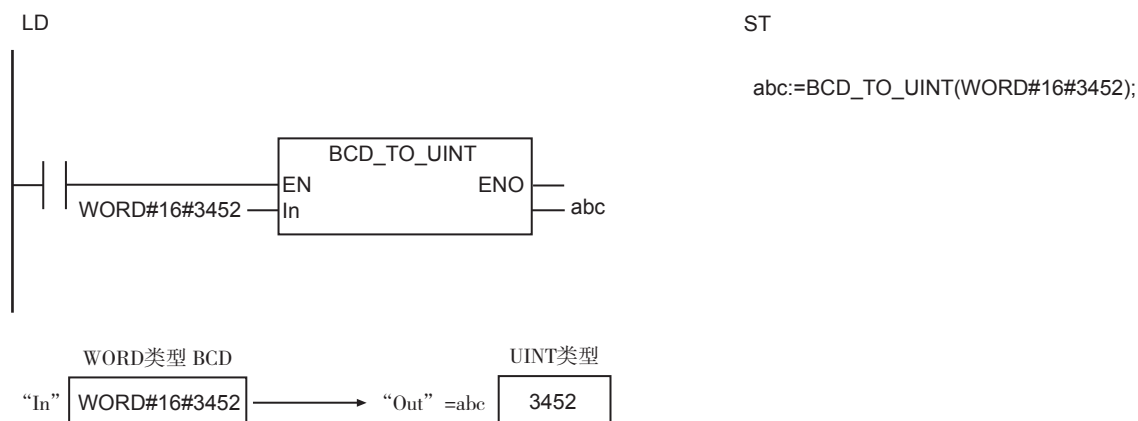 LD
ST
abc:=BCD_TO_UINT(WORD#16#3452);
BCD_TO_UINT
EN ENO
WORD#16#3452 In abc
WORD类型 BCD UINT类型
“In” WORD#16#3452 “Out” =abc 3452